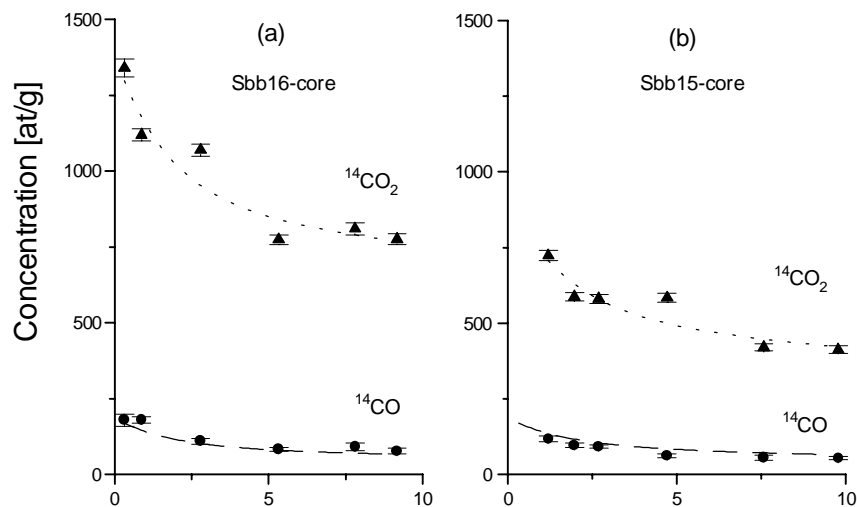 (a)
Sbb16-core
¹⁴CO₂
¹⁴CO
Concentration [at/g]
1500
1000
500
0
0 5 10
(b)
Sbb15-core
¹⁴CO₂
¹⁴CO
1500
1000
500
0
0 5 10